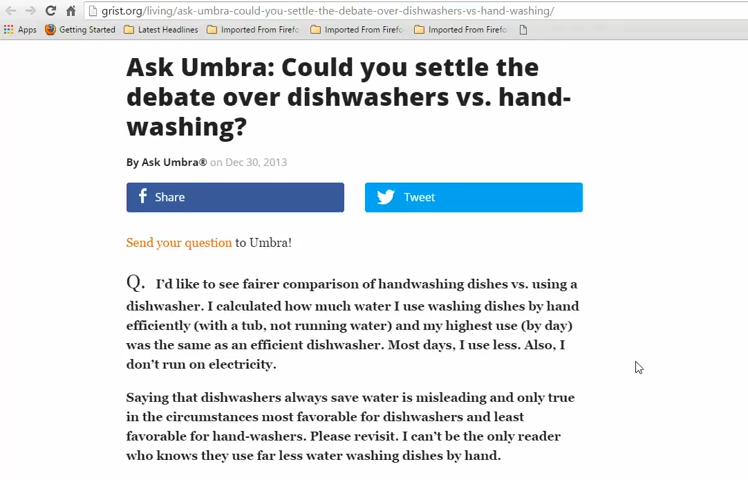 grist.org/living/ask-umbra-could-you-settle-the-debate-over-dishwashers-vs-hand-washing/
Apps Getting Started Latest Headlines Imported From Firefo Imported From Firefo Imported From Firefo
Ask Umbra: Could you settle the
debate over dishwashers vs. hand-
washing?
By Ask Umbra® on Dec 30, 2013
Share Tweet
Send your question to Umbra!
Q. I'd like to see fairer comparison of handwashing dishes vs. using a
dishwasher. I calculated how much water I use washing dishes by hand
efficiently (with a tub, not running water) and my highest use (by day)
was the same as an efficient dishwasher. Most days, I use less. Also, I
don't run on electricity.
Saying that dishwashers always save water is misleading and only true
in the circumstances most favorable for dishwashers and least
favorable for hand-washers. Please revisit. I can't be the only reader
who knows they use far less water washing dishes by hand.